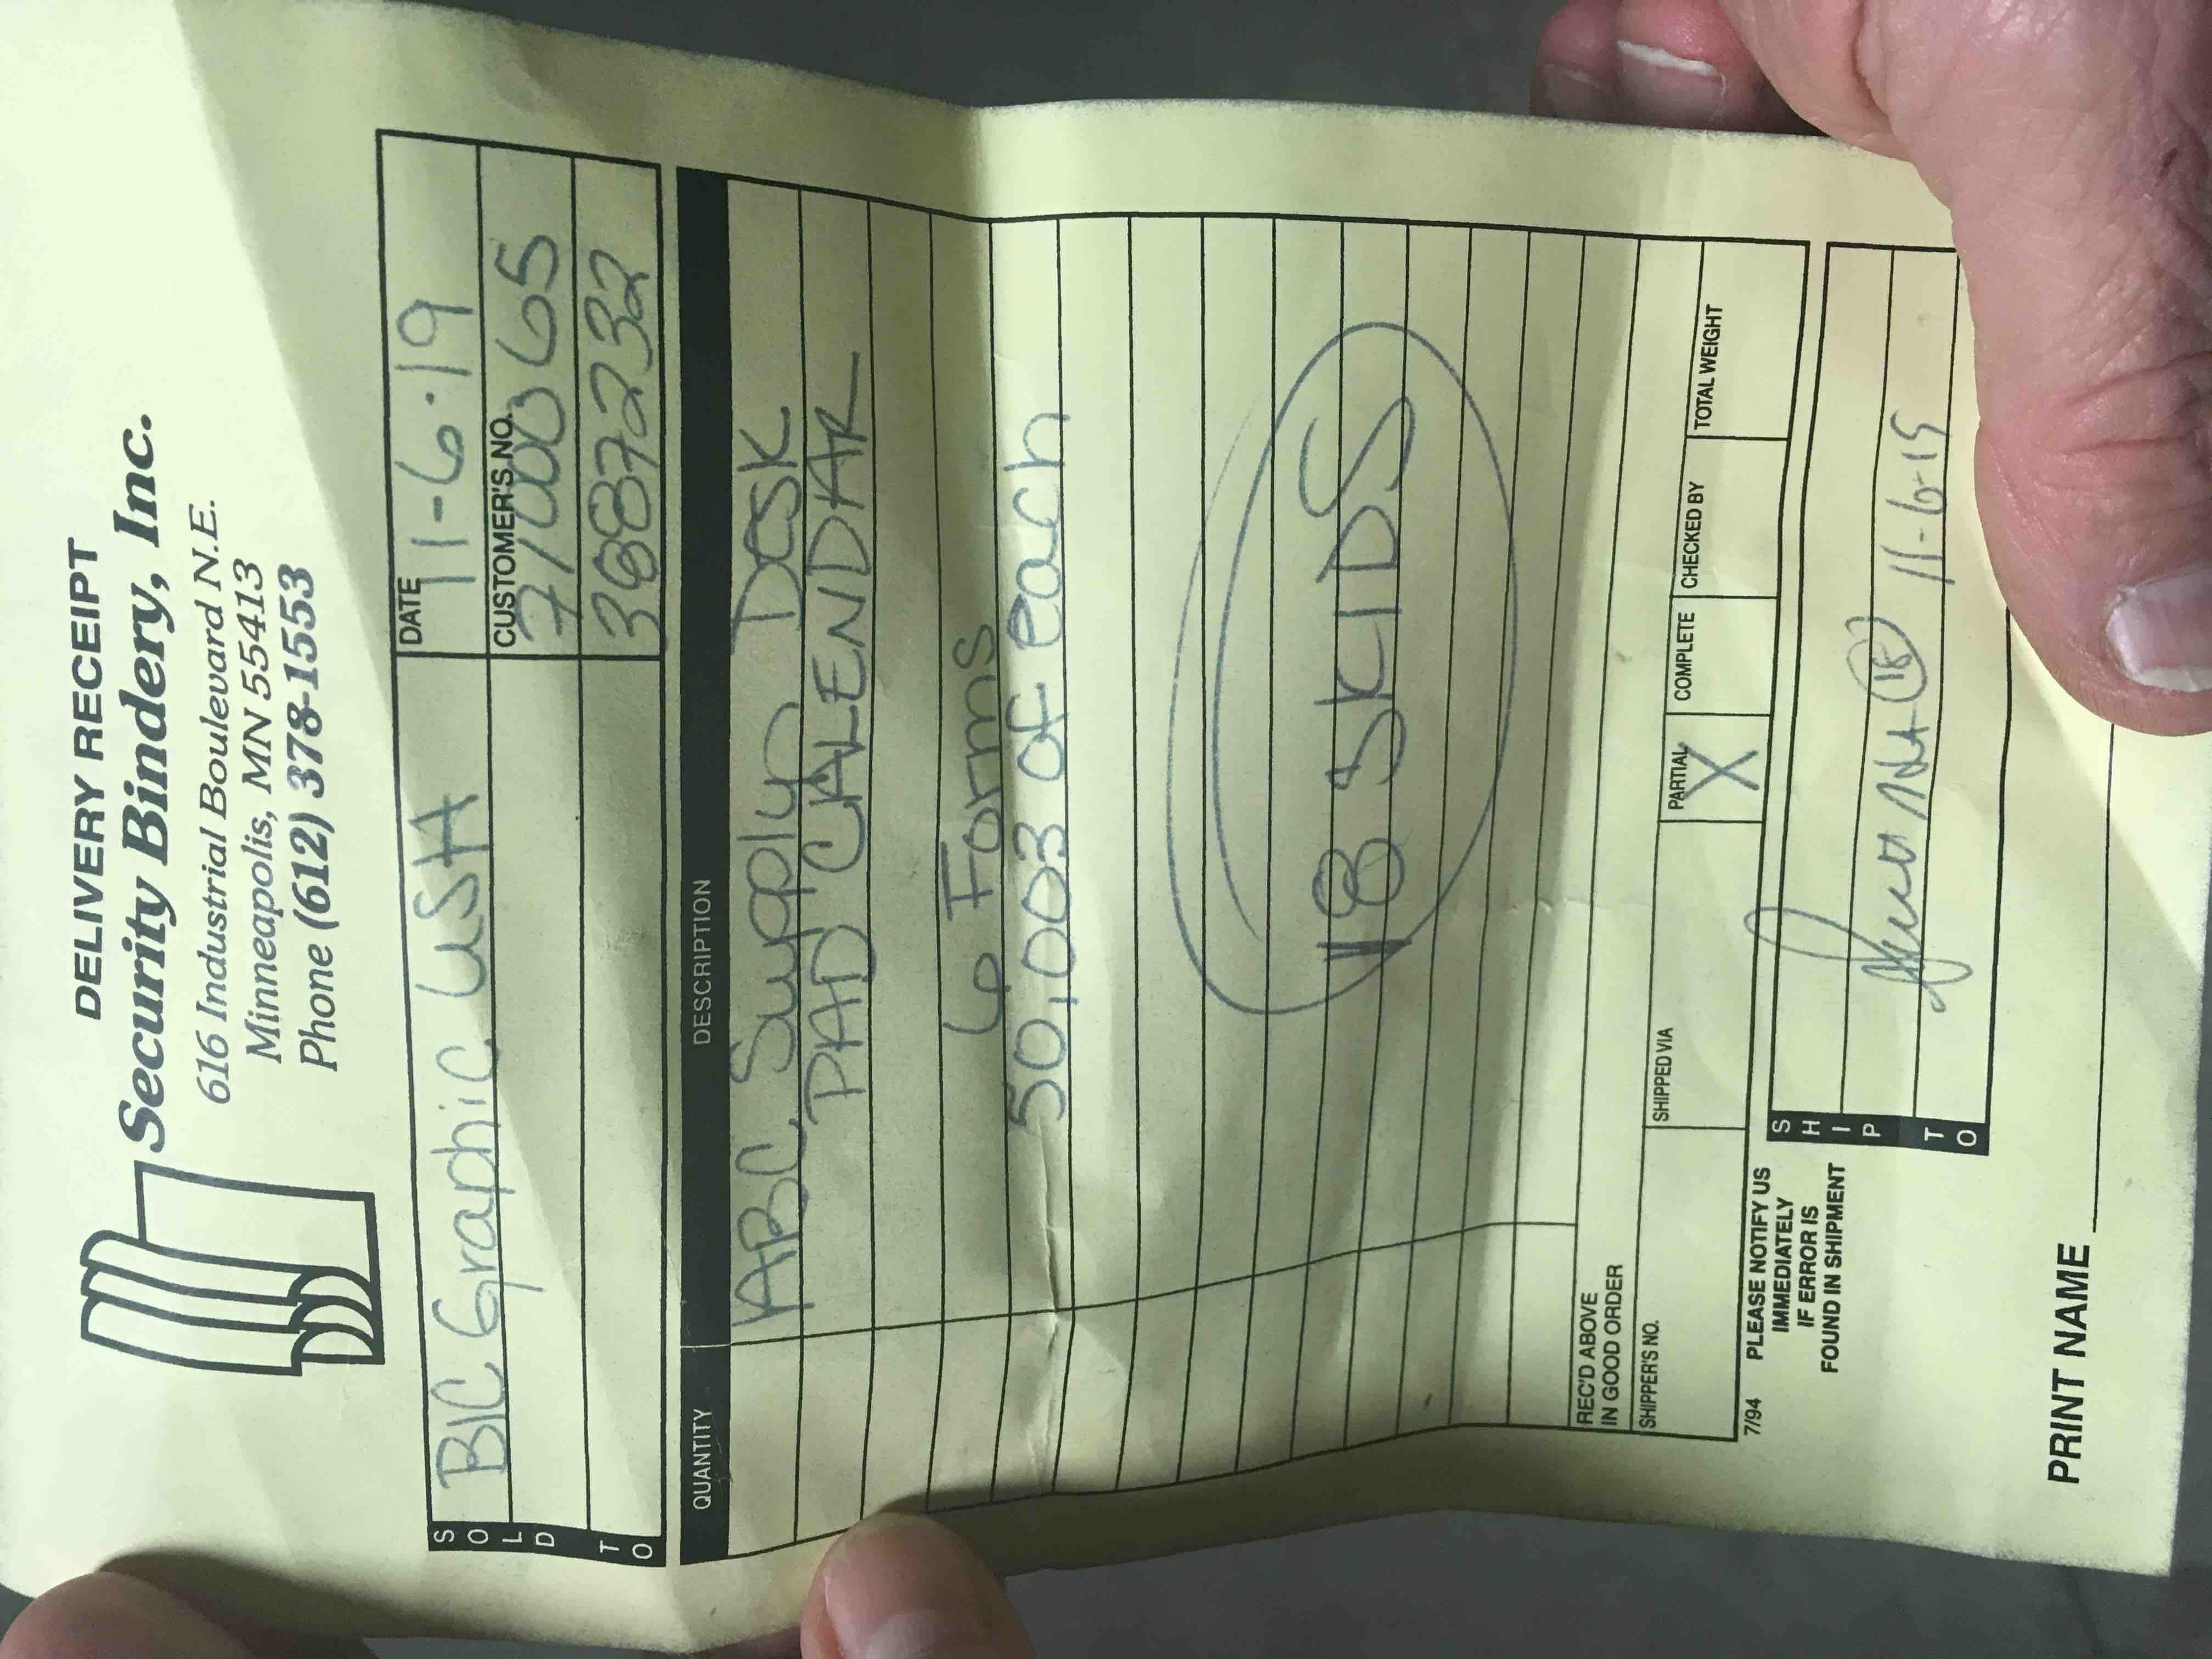 DELIVERY RECEIPT
Security Bindery, Inc.
616 Industrial Boulevard N.E.
Minneapolis, MN 55413
Phone (612) 378-1553
SOLD TO
BIC Graphic USA
DATE
11-6-19
CUSTOMER'S NO.
710065
3887232
QUANTITY
DESCRIPTION
ABC Supply Desk
PAD CALENDAR
6 Forms
50,003 of each
18 SKIDS
REC'D ABOVE
IN GOOD ORDER
SHIPPER'S NO.
SHIPPED VIA
PARTIAL
X
COMPLETE
CHECKED BY
TOTAL WEIGHT
7/94
PLEASE NOTIFY US
IMMEDIATELY
IF ERROR IS
FOUND IN SHIPMENT
SHIP TO
18 11-6-19
PRINT NAME